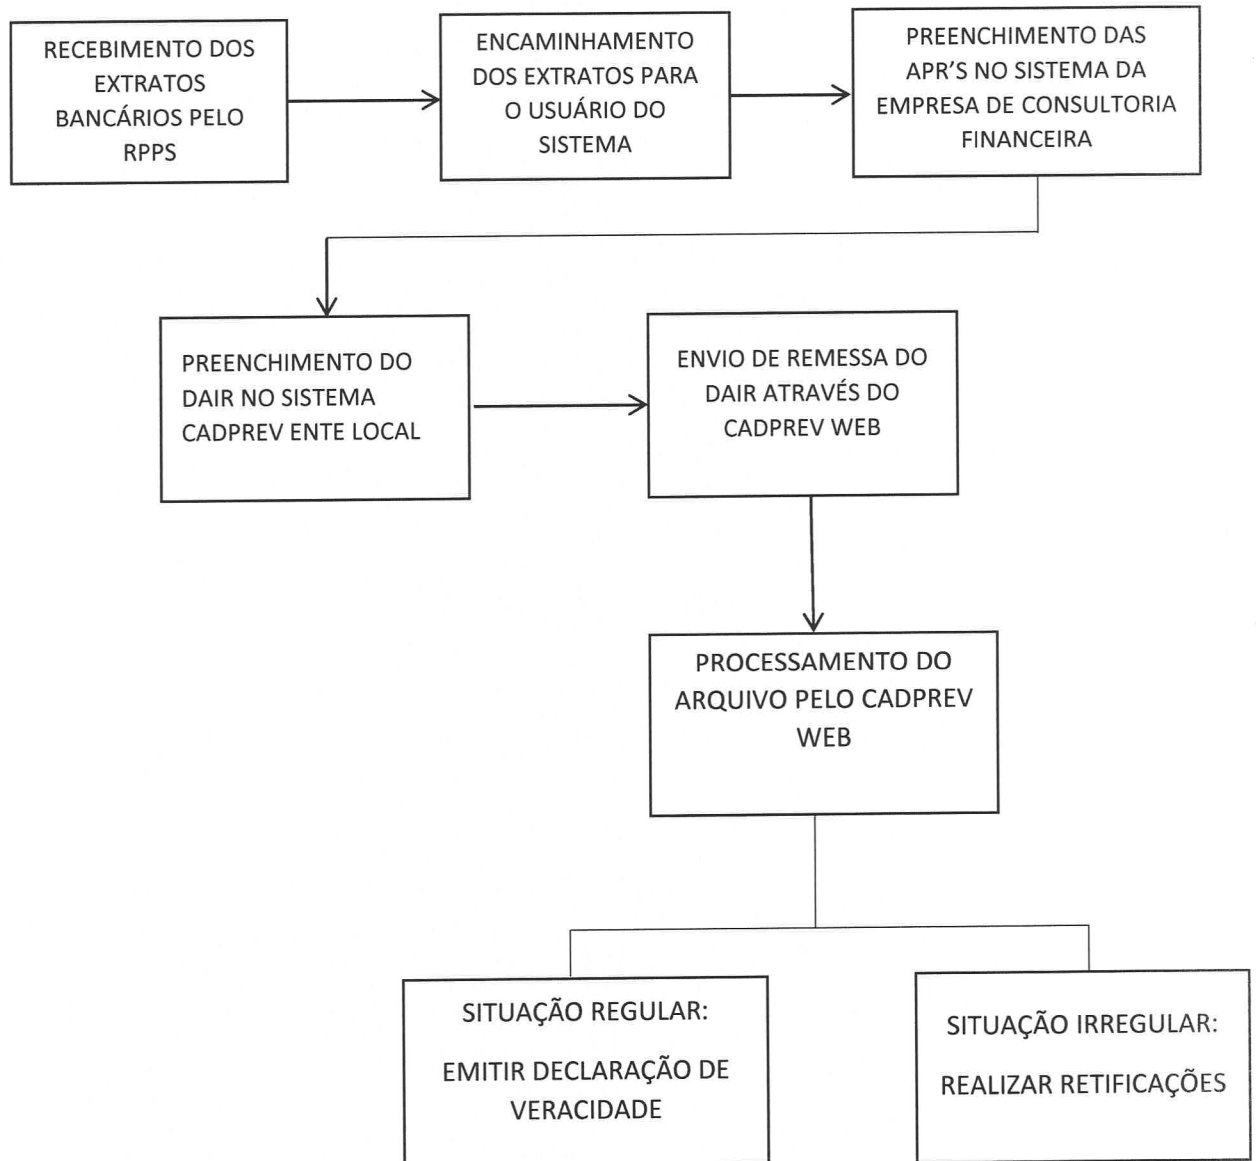 RECEBIMENTO DOS
EXTRATOS
BANCÁRIOS PELO
RPPS
ENCAMINHAMENTO
DOS EXTRATOS PARA
O USUÁRIO DO
SISTEMA
PREENCHIMENTO DAS
APR'S NO SISTEMA DA
EMPRESA DE CONSULTORIA
FINANCEIRA
PREENCHIMENTO DO
DAIR NO SISTEMA
CADPREV ENTE LOCAL
ENVIO DE REMESSA DO
DAIR ATRAVÉS DO
CADPREV WEB
PROCESSAMENTO DO
ARQUIVO PELO CADPREV
WEB
SITUAÇÃO REGULAR:
EMITIR DECLARAÇÃO DE
VERACIDADE
SITUAÇÃO IRREGULAR:
REALIZAR RETIFICAÇÕES